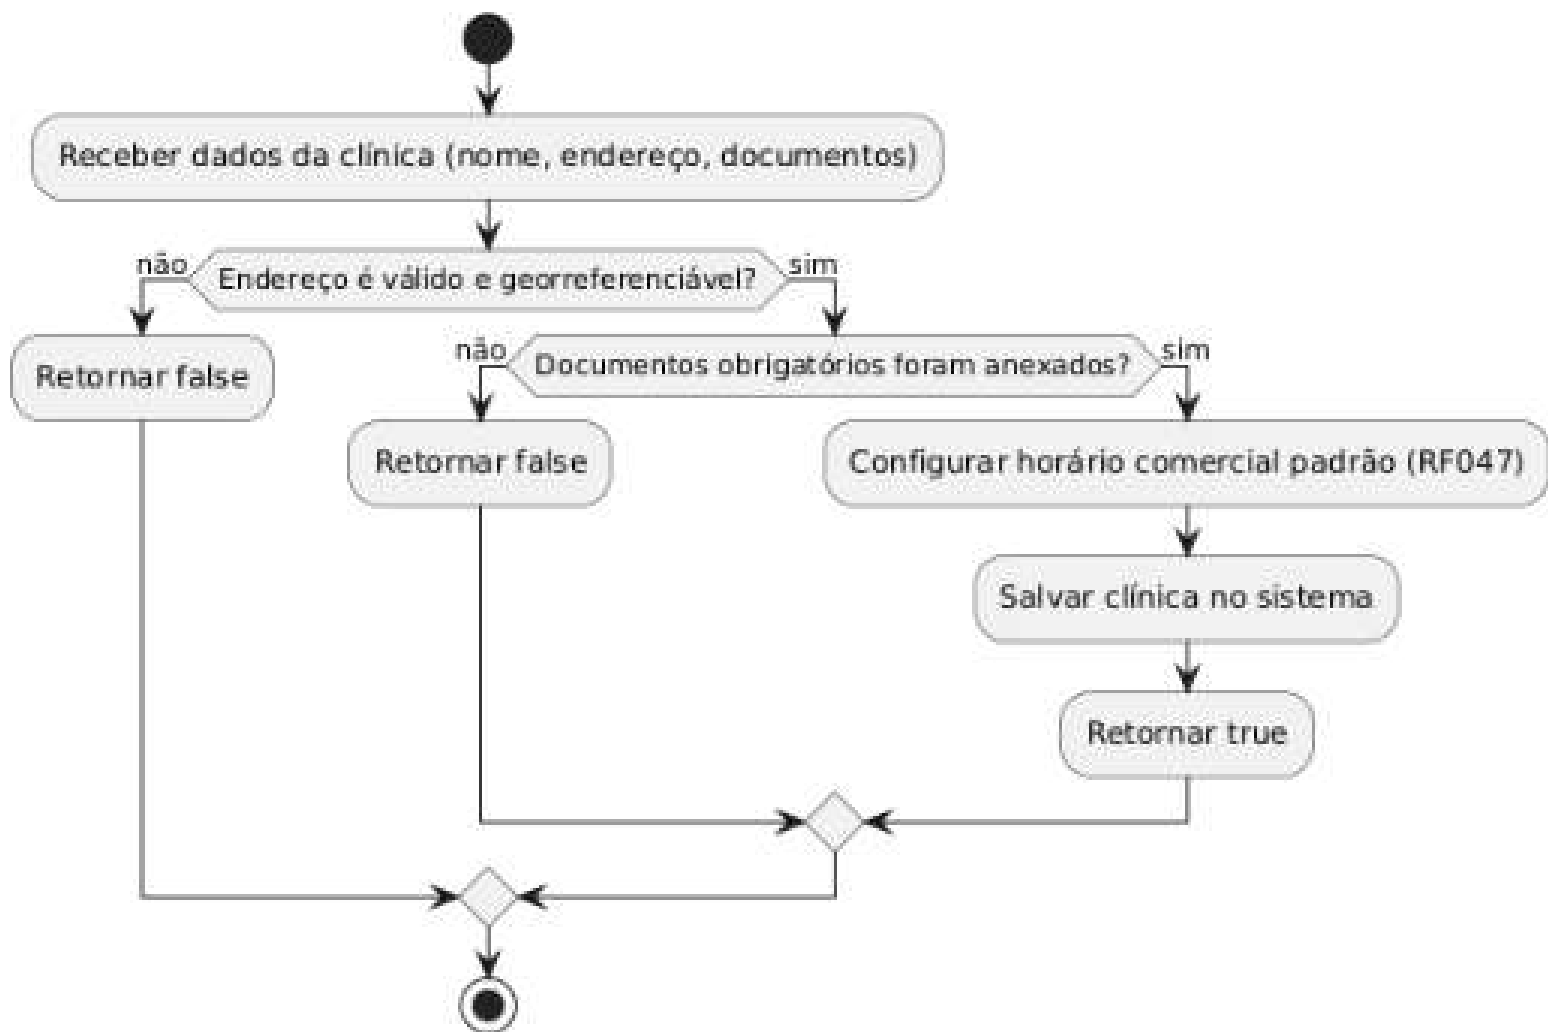 Receber dados da clínica (nome, endereço, documentos)
não
Endereço é válido e georreferenciável?
sim
Retornar false
não
Documentos obrigatórios foram anexados?
sim
Retornar false
Configurar horário comercial padrão (RF047)
Salvar clínica no sistema
Retornar true